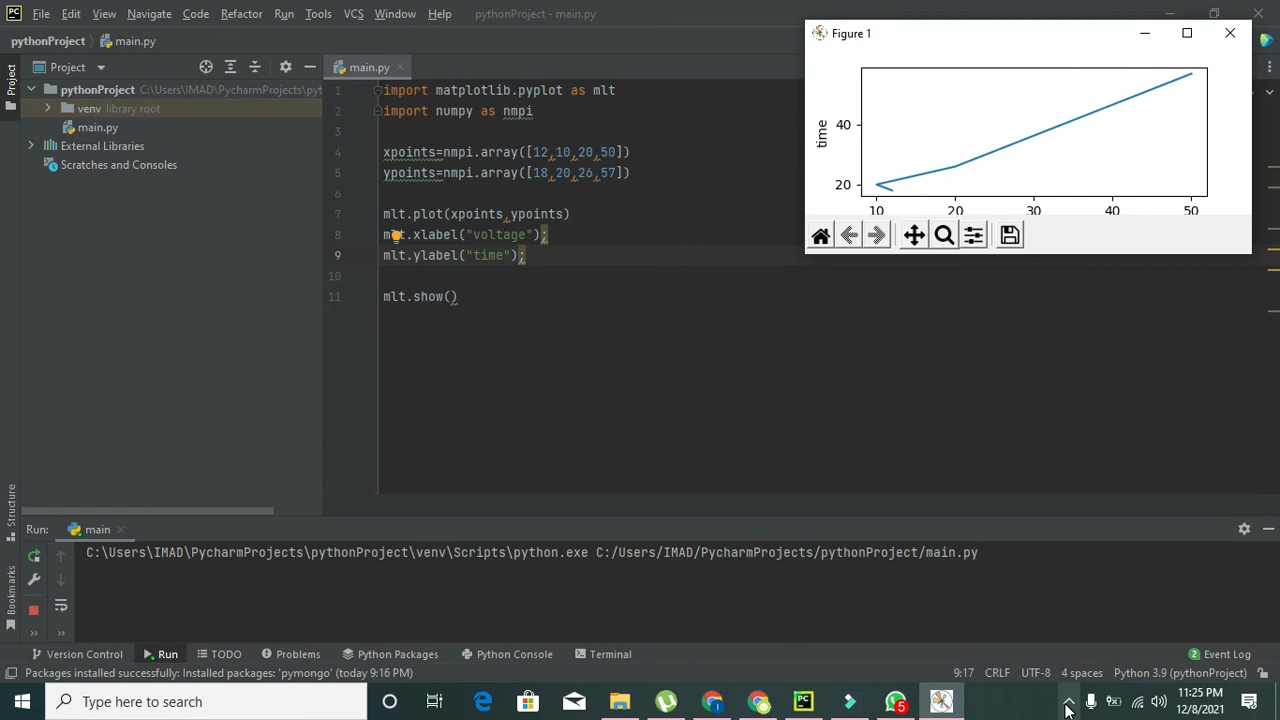 PC File Edit View Navigate Code Refactor Run Tools VCS Window Help pythonProject - main.py
pythonProject main.py
Project
main.py
pythonProject C:\Users\IMAD\PycharmProjects\pyt
venv library root
main.py
External Libraries
Scratches and Consoles
1 import matplotlib.pyplot as mlt
2 import numpy as nmpi
3
4 xpoints=nmpi.array([12,10,20,50])
5 ypoints=nmpi.array([18,20,26,57])
6
7 mlt.plot(xpoints,ypoints)
8 mlt.xlabel("voltage");
9 mlt.ylabel("time");
10
11 mlt.show()
Figure 1
time
40
20
10 20 30 40 50
Project
Structure
Bookmarks
Run: main
C:\Users\IMAD\PycharmProjects\pythonProject\venv\Scripts\python.exe C:/Users/IMAD/PycharmProjects/pythonProject/main.py
Version Control Run TODO Problems Python Packages Python Console Terminal 2 Event Log
Packages installed successfully: Installed packages: 'pymongo' (today 9:16 PM) 9:17 CRLF UTF-8 4 spaces Python 3.9 (pythonProject)
Type here to search
PC
5
11:25 PM
12/8/2021